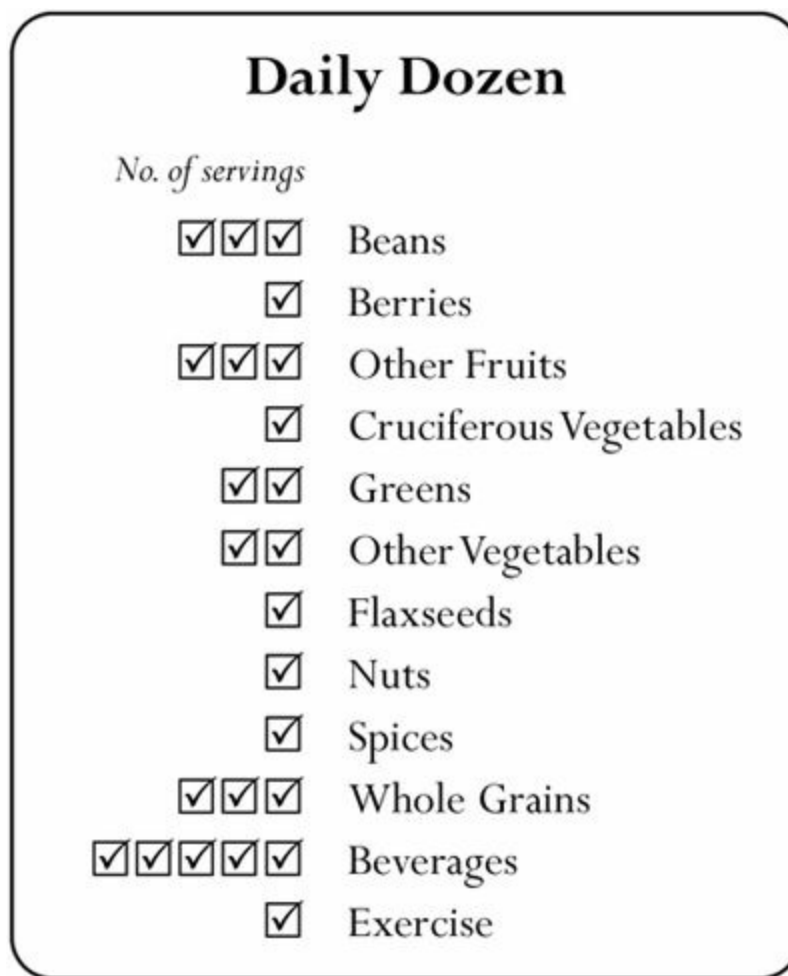 Daily Dozen
No. of servings
☑☑☑ Beans
☑ Berries
☑☑☑ Other Fruits
☑ Cruciferous Vegetables
☑☑ Greens
☑☑ Other Vegetables
☑ Flaxseeds
☑ Nuts
☑ Spices
☑☑☑ Whole Grains
☑☑☑☑☑ Beverages
☑ Exercise